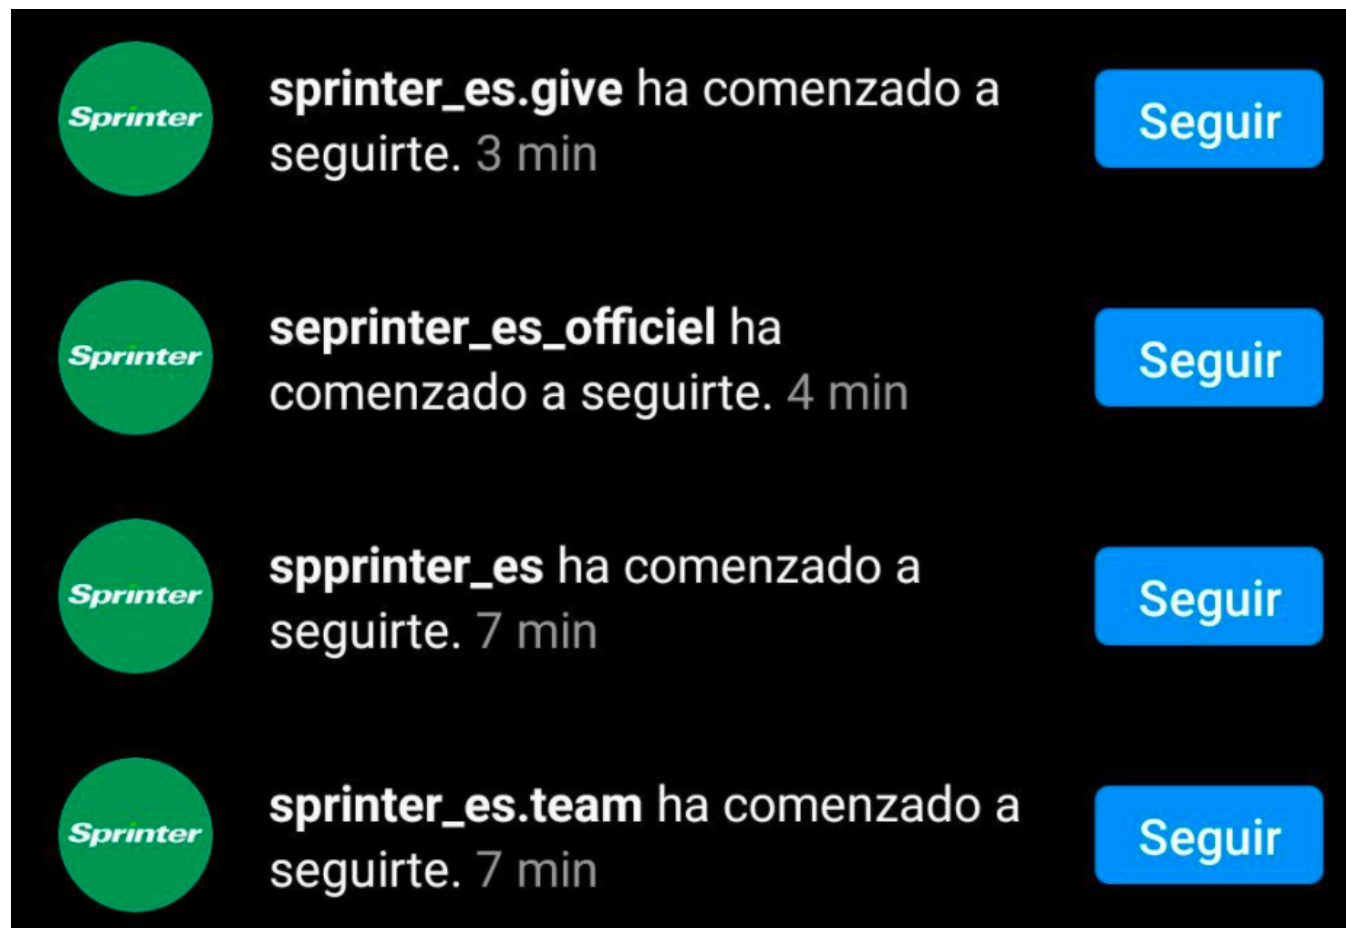 Sprinter
sprinter_es.give ha comenzado a
seguirte. 3 min
Seguir
Sprinter
seprinter_es_officiel ha
comenzado a seguirte. 4 min
Seguir
Sprinter
spprinter_es ha comenzado a
seguirte. 7 min
Seguir
Sprinter
sprinter_es.team ha comenzado a
seguirte. 7 min
Seguir